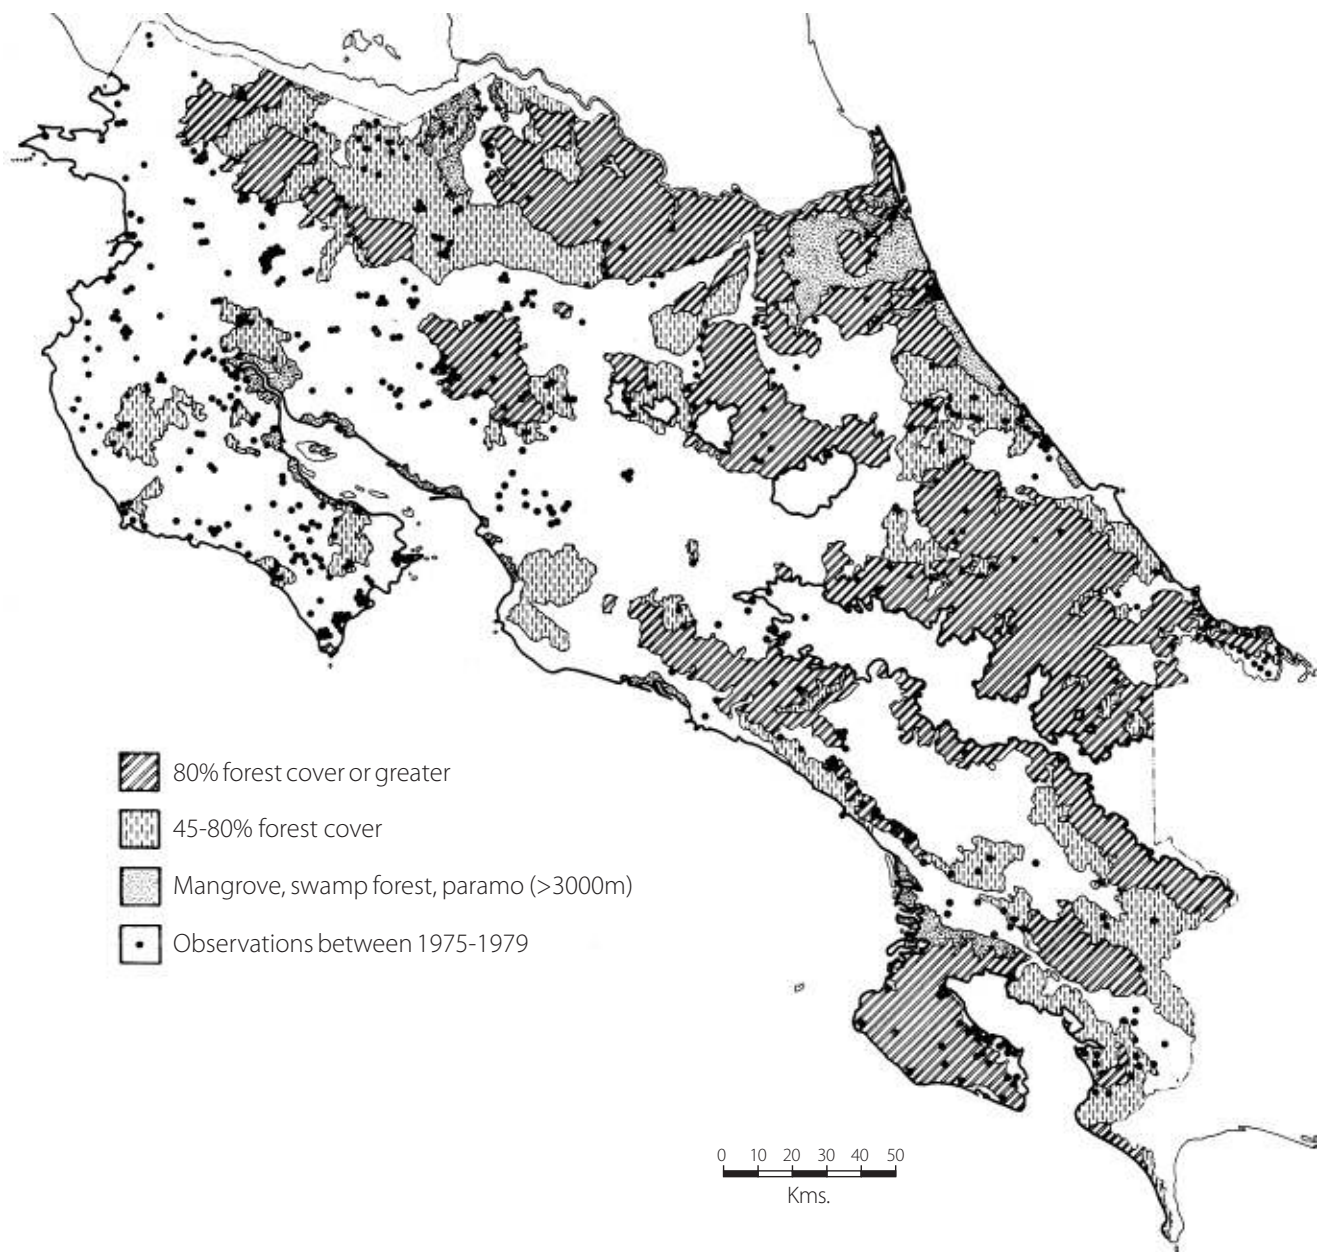 80% forest cover or greater
45-80% forest cover
Mangrove, swamp forest, paramo (>3000m)
Observations between 1975-1979
0 10 20 30 40 50
Kms.